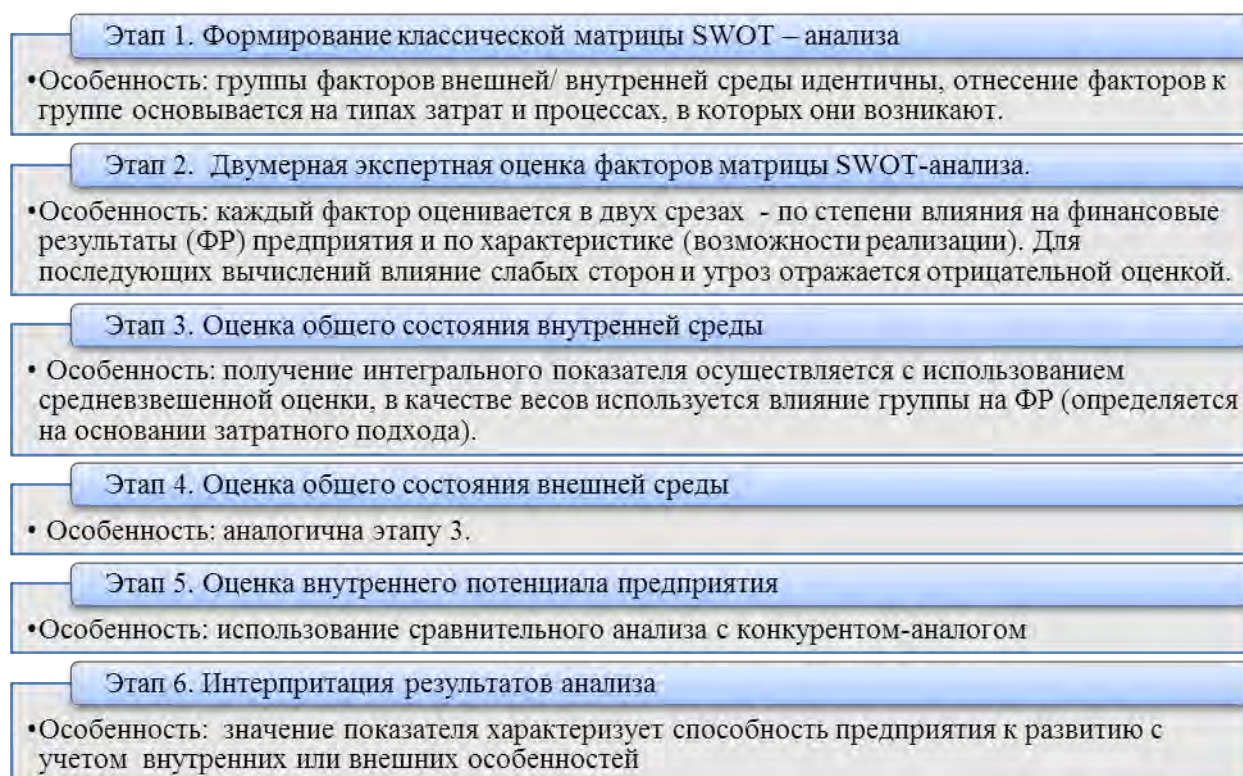 Этап 1. Формирование классической матрицы SWOT – анализа
•Особенность: группы факторов внешней/ внутренней среды идентичны, отнесение факторов к
группе основывается на типах затрат и процессах, в которых они возникают.
Этап 2. Двумерная экспертная оценка факторов матрицы SWOT-анализа.
•Особенность: каждый фактор оценивается в двух срезах - по степени влияния на финансовые
результаты (ФР) предприятия и по характеристике (возможности реализации). Для
последующих вычислений влияние слабых сторон и угроз отражается отрицательной оценкой.
Этап 3. Оценка общего состояния внутренней среды
• Особенность: получение интегрального показателя осуществляется с использованием
средневзвешенной оценки, в качестве весов используется влияние группы на ФР (определяется
на основании затратного подхода).
Этап 4. Оценка общего состояния внешней среды
• Особенность: аналогична этапу 3.
Этап 5. Оценка внутреннего потенциала предприятия
•Особенность: использование сравнительного анализа с конкурентом-аналогом
Этап 6. Интерпритация результатов анализа
•Особенность: значение показателя характеризует способность предприятия к развитию с
учетом внутренних или внешних особенностей